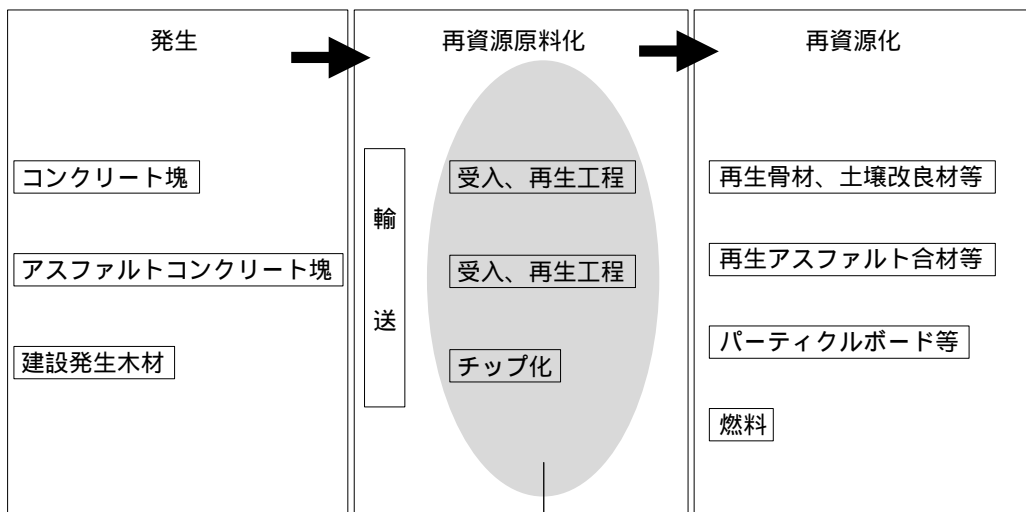 発生
再資源原料化
再資源化
コンクリート塊
輸送
受入、再生工程
再生骨材、土壌改良材等
アスファルトコンクリート塊
受入、再生工程
再生アスファルト合材等
建設発生木材
チップ化
パーティクルボード等
燃料